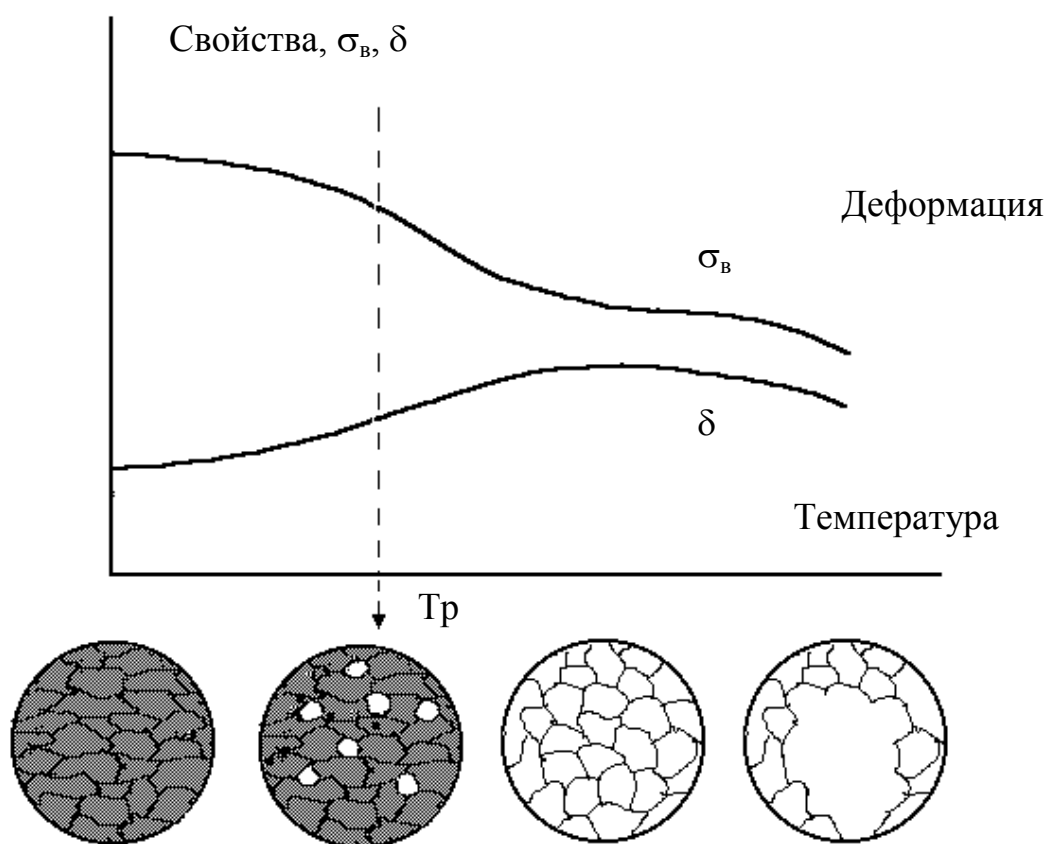 Свойства, σв, δ
Деформация
σв
δ
Температура
Тр